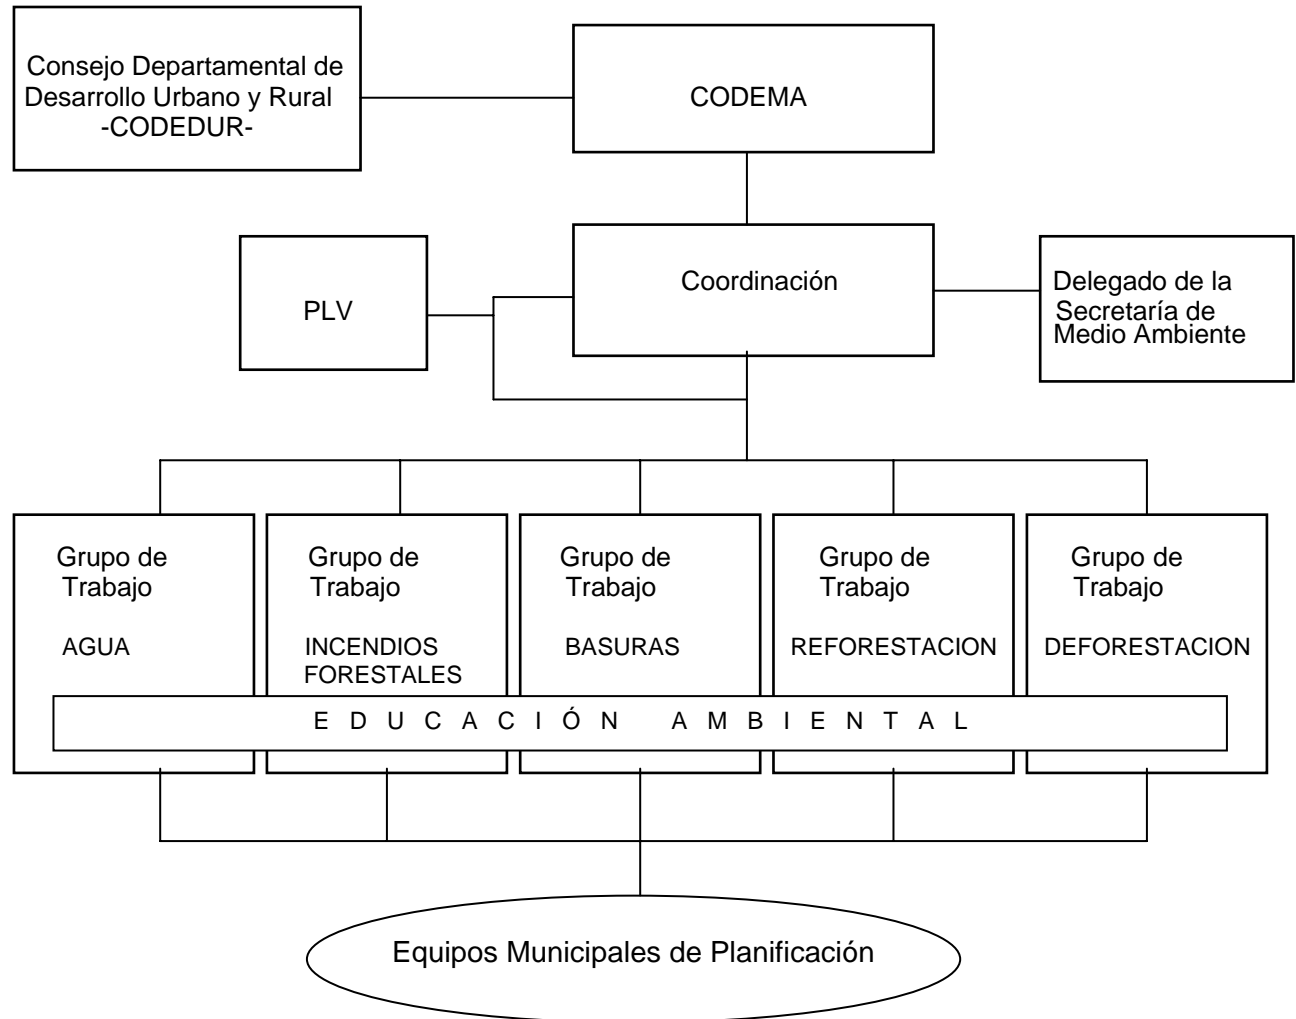 Consejo Departamental de
Desarrollo Urbano y Rural
-CODEDUR-
CODEMA
PLV
Coordinación
Delegado de la
Secretaría de
Medio Ambiente
Grupo de
Trabajo
AGUA
Grupo de
Trabajo
INCENDIOS
FORESTALES
Grupo de
Trabajo
BASURAS
Grupo de
Trabajo
REFORESTACION
Grupo de
Trabajo
DEFORESTACION
E D U C A C I Ó N A M B I E N T A L
Equipos Municipales de Planificación